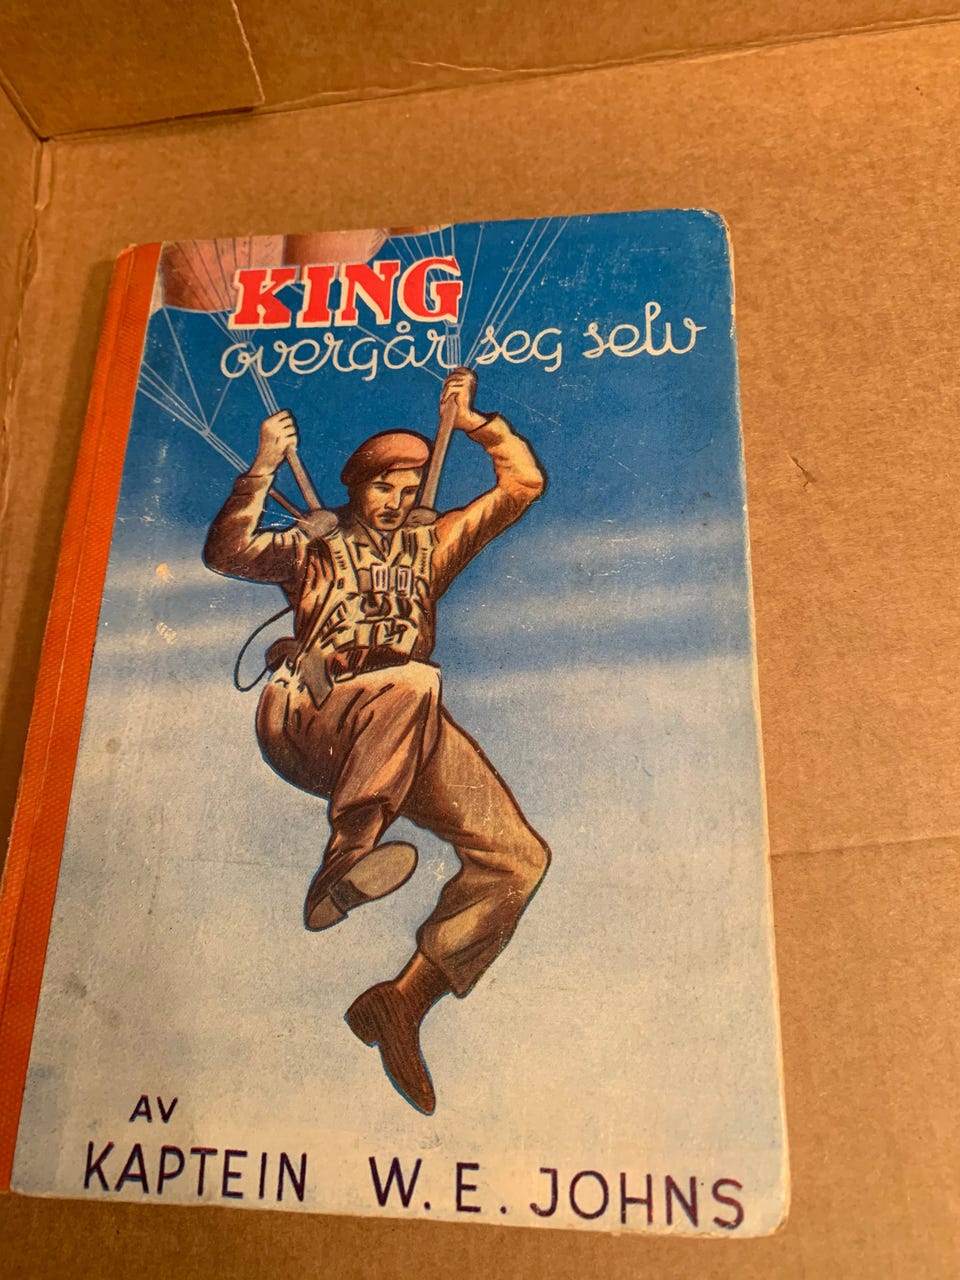 KING
overgår seg selv
AV
KAPTEIN W. E. JOHNS